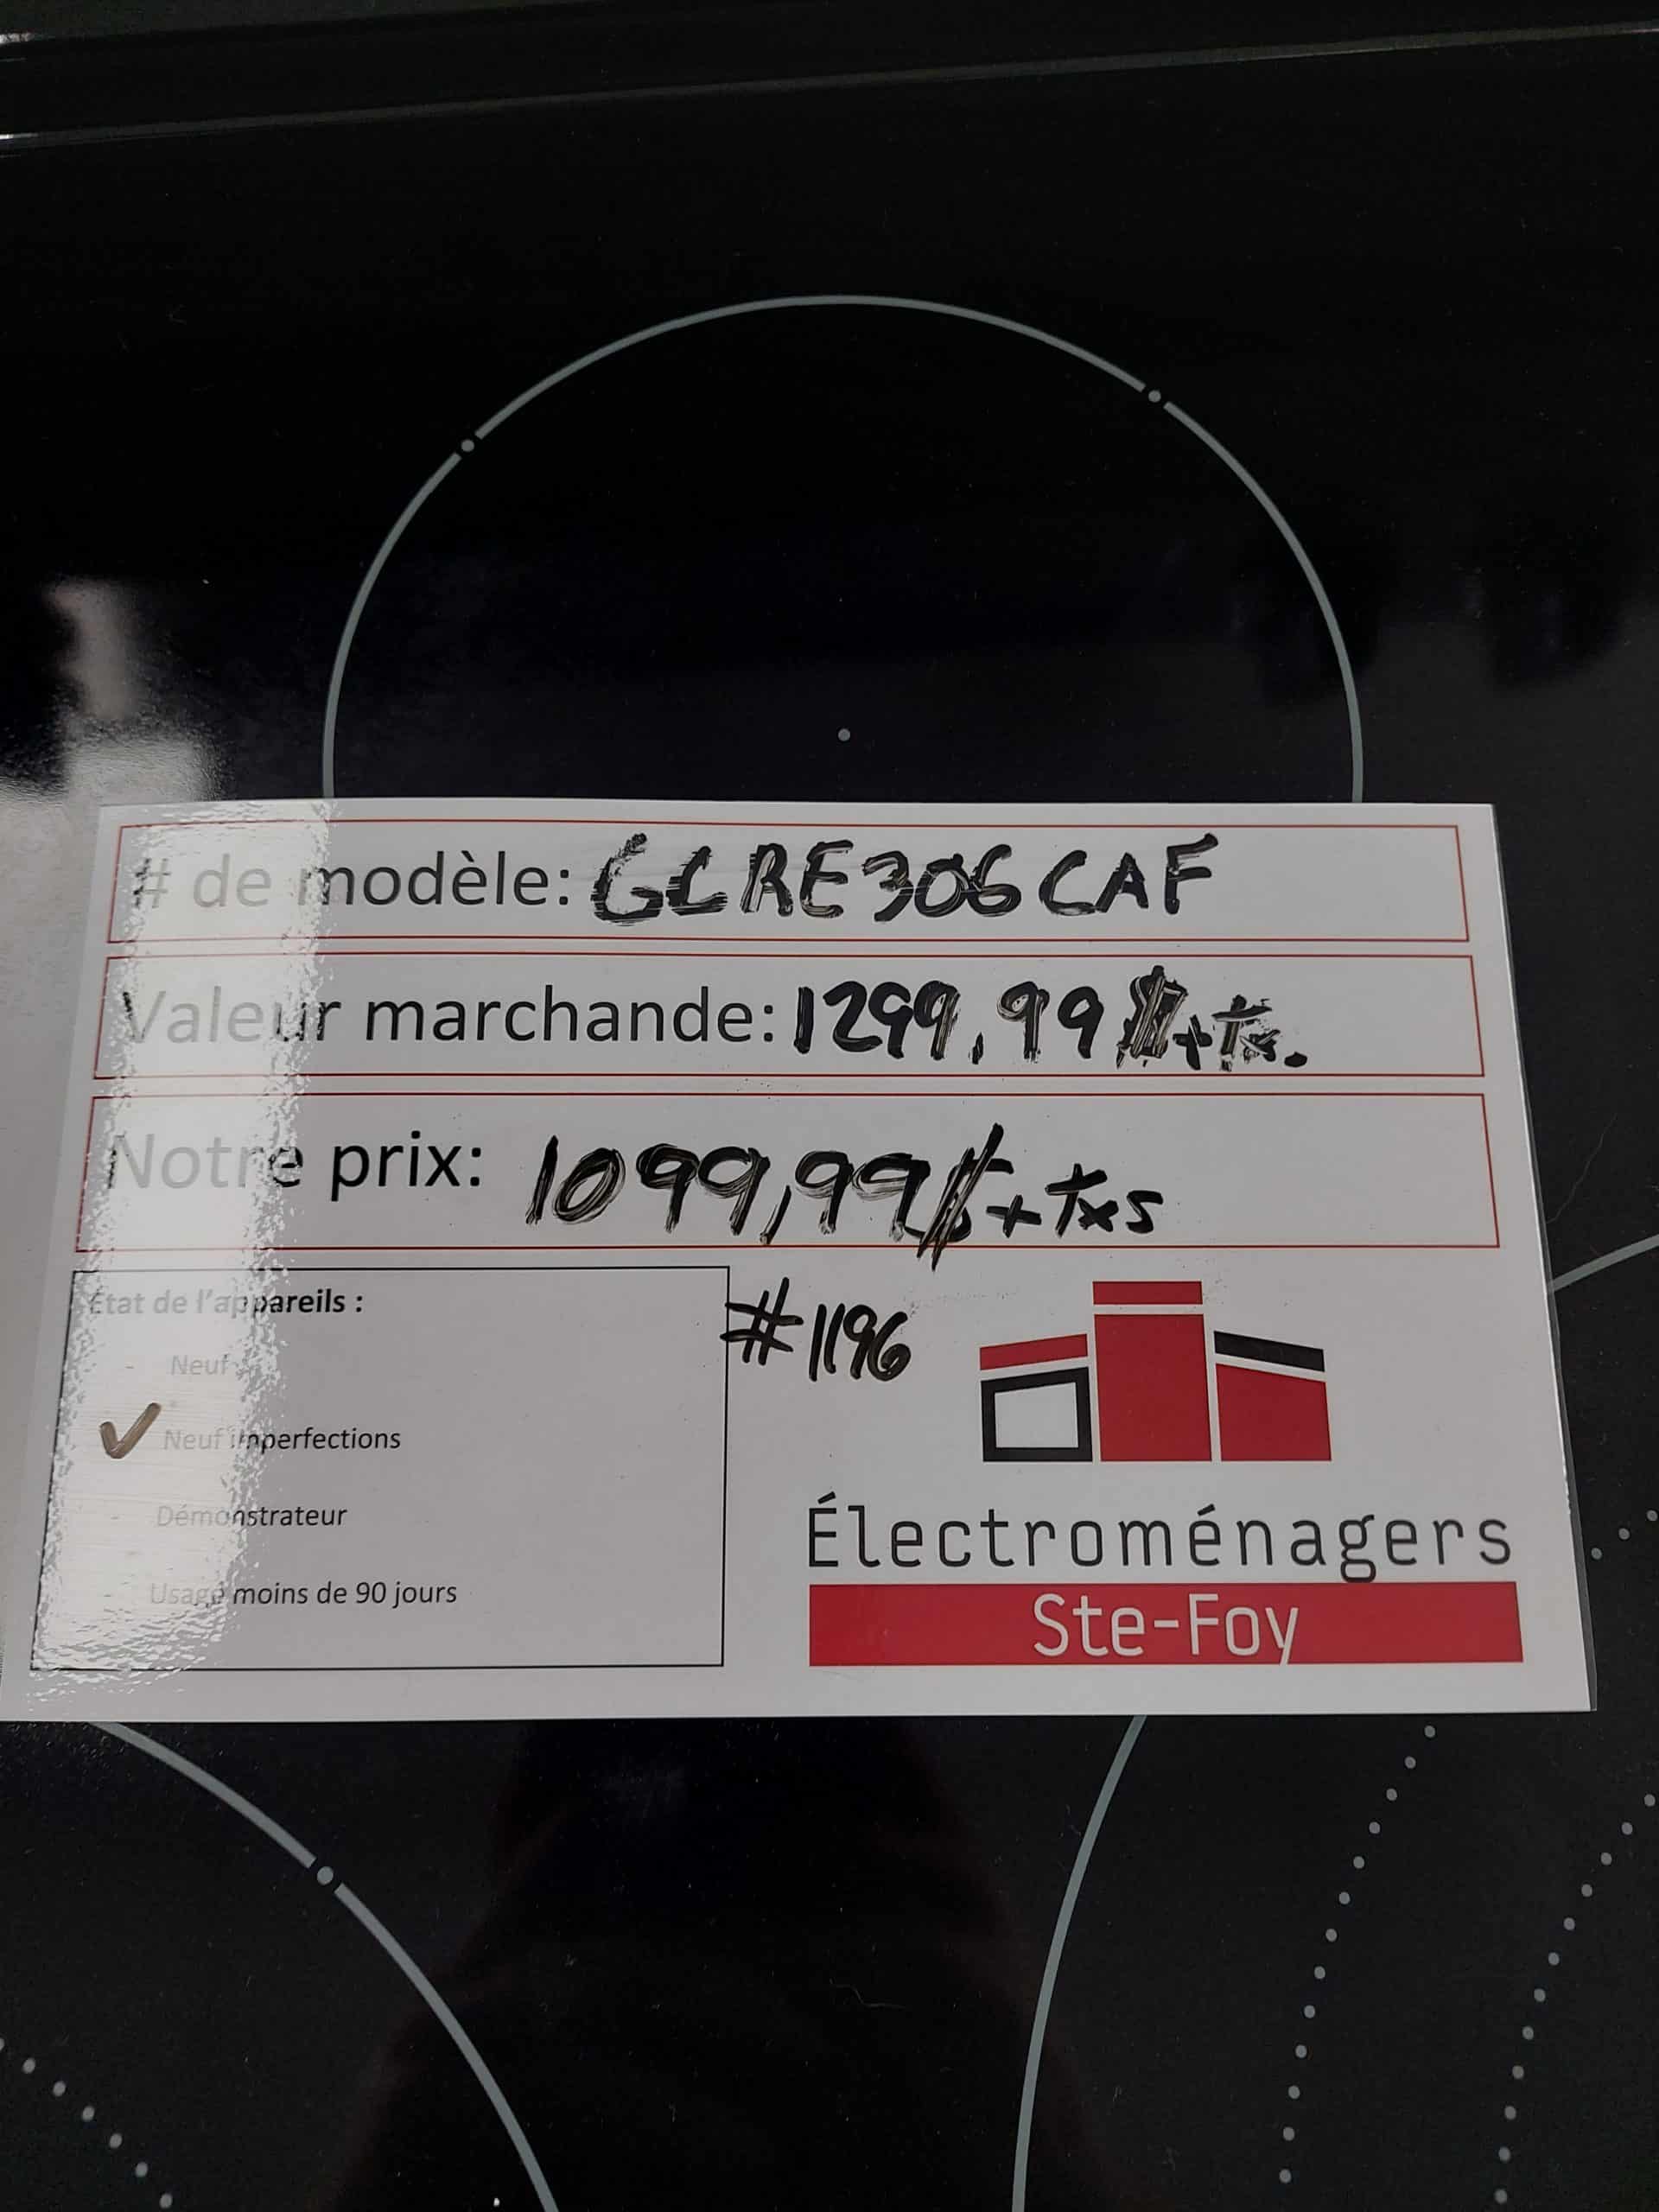 # de modèle: GCRE306CAF
Valeur marchande: 1299,99$+tx.
Notre prix: 1099,99$+txs
État de l'appareils :
- Neuf
✓ Neuf imperfections
- Démonstrateur
- Usagé moins de 90 jours
#1196
Électroménagers
Ste-Foy